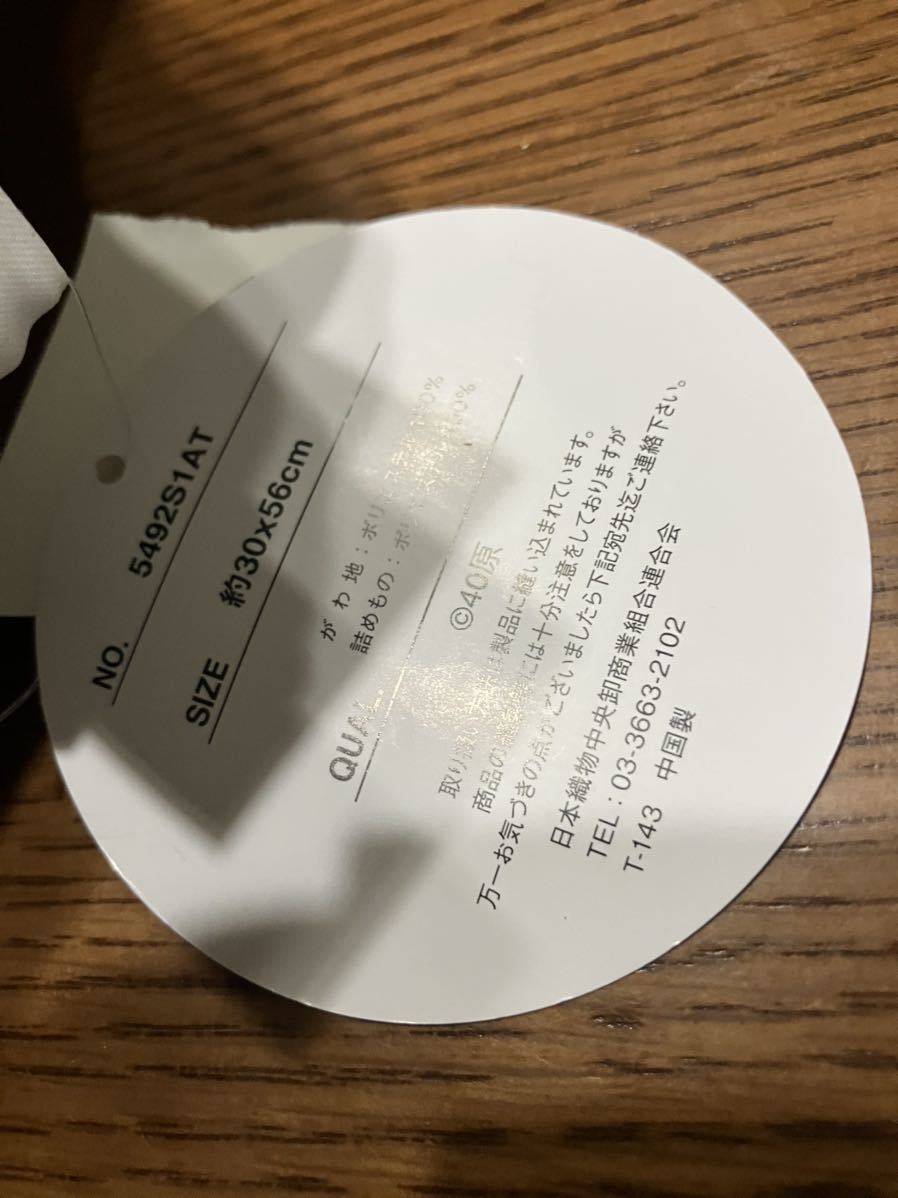 NO. 5492S1AT
SIZE 約30x56cm
QUAL.
がわ地:ポリ
詰めもの:ポリ
©40原
取り扱い は製品に縫い込まれています。
商品の には十分注意をしておりますが
万一お気づきの点がございましたら下記宛先迄ご連絡下さい。
日本織物中央卸商業組合連合会
TEL:03-3663-2102
T-143 中国製